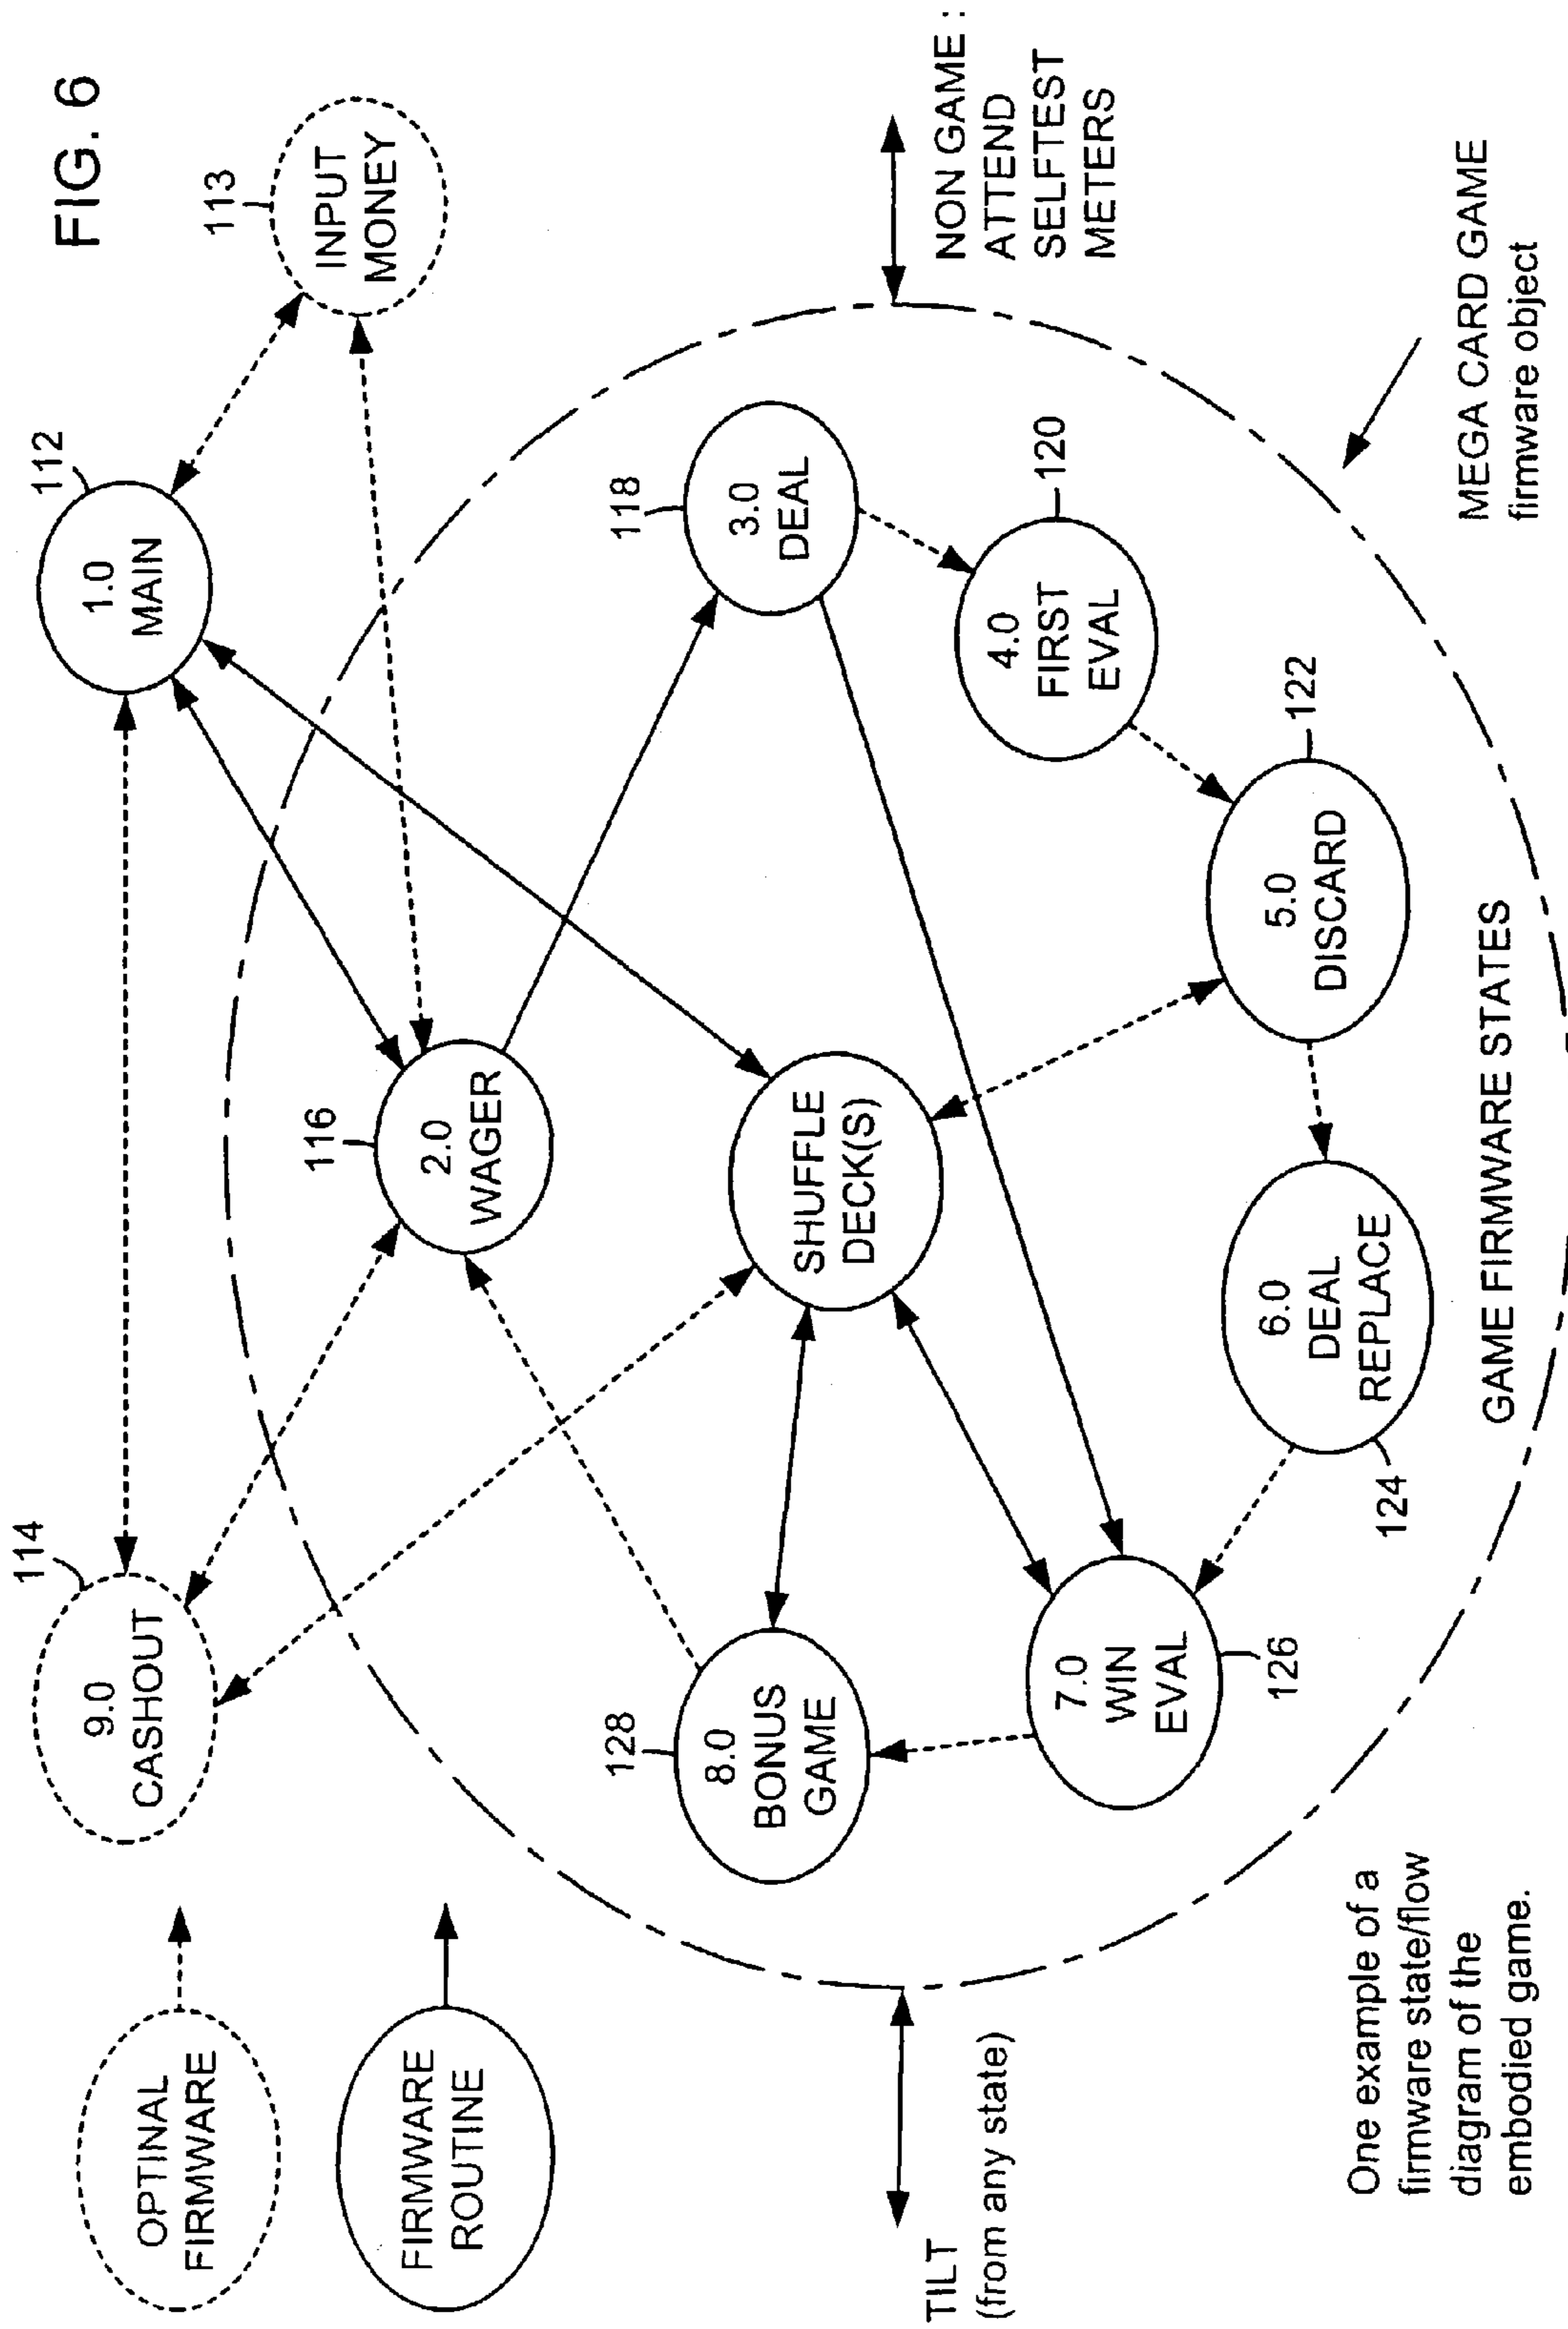 FIG. 6
114
9.0
CASHOUT
112
1.0
MAIN
113
INPUT
MONEY
OPTINAL
FIRMWARE
FIRMWARE
ROUTINE
116
2.0
WAGER
118
3.0
DEAL
SHUFFLE
DECK(S)
128
8.0
BONUS
GAME
120
4.0
FIRST
EVAL
122
5.0
DISCARD
124
6.0
DEAL
REPLACE
126
7.0
WIN
EVAL
TILT
(from any state)
NON GAME :
ATTEND
SELFTEST
METERS
GAME FIRMWARE STATES
MEGA CARD GAME
firmware object
One example of a
firmware state/flow
diagram of the
embodied game.